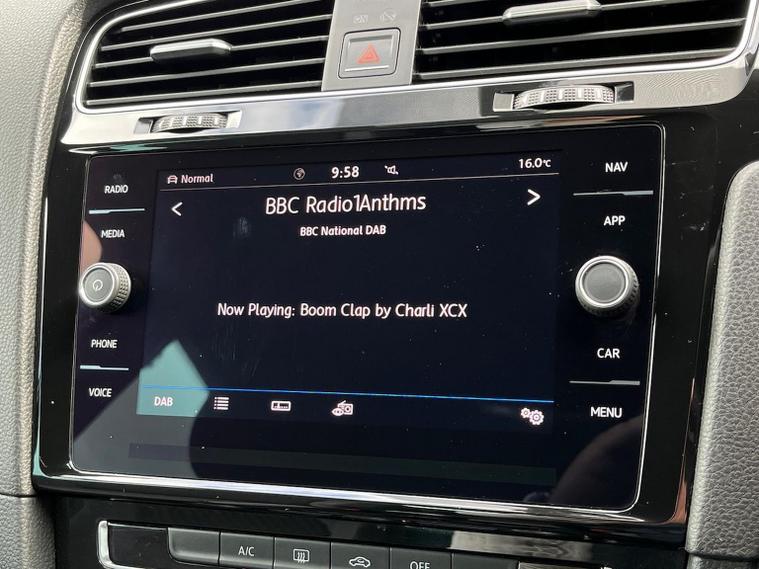 Normal 9:58 16.0°C
< BBC Radio1Anthms >
BBC National DAB
Now Playing: Boom Clap by Charli XCX
DAB
RADIO
MEDIA
PHONE
VOICE
NAV
APP
CAR
MENU
A/C
OFF